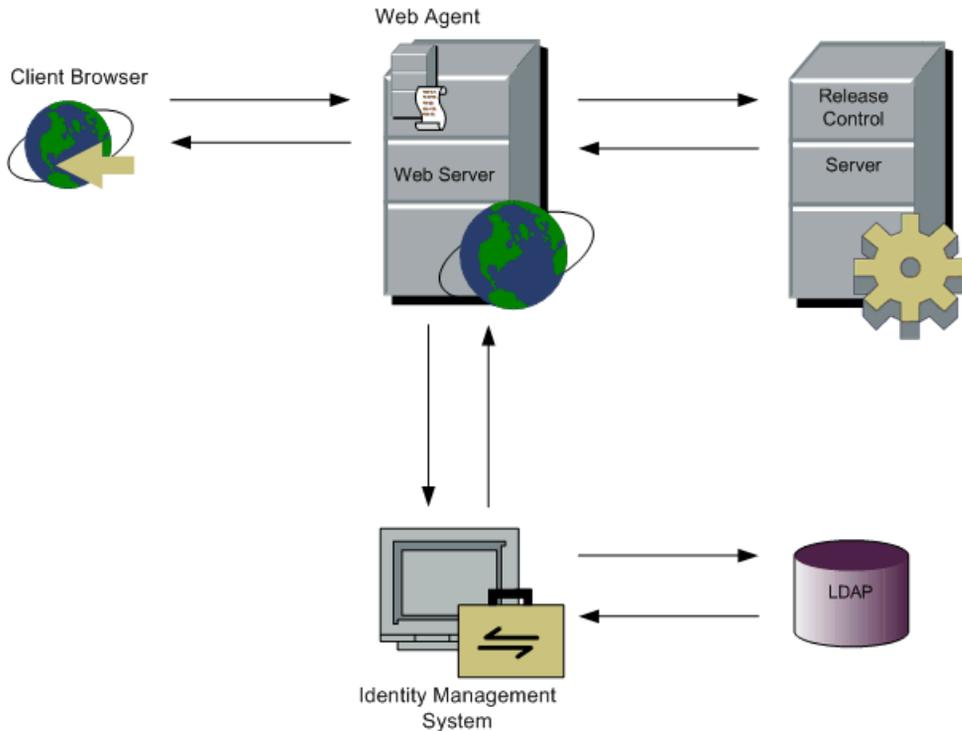 Web Agent
Client Browser
Release
Control
Web Server
Server
LDAP
Identity Management
System